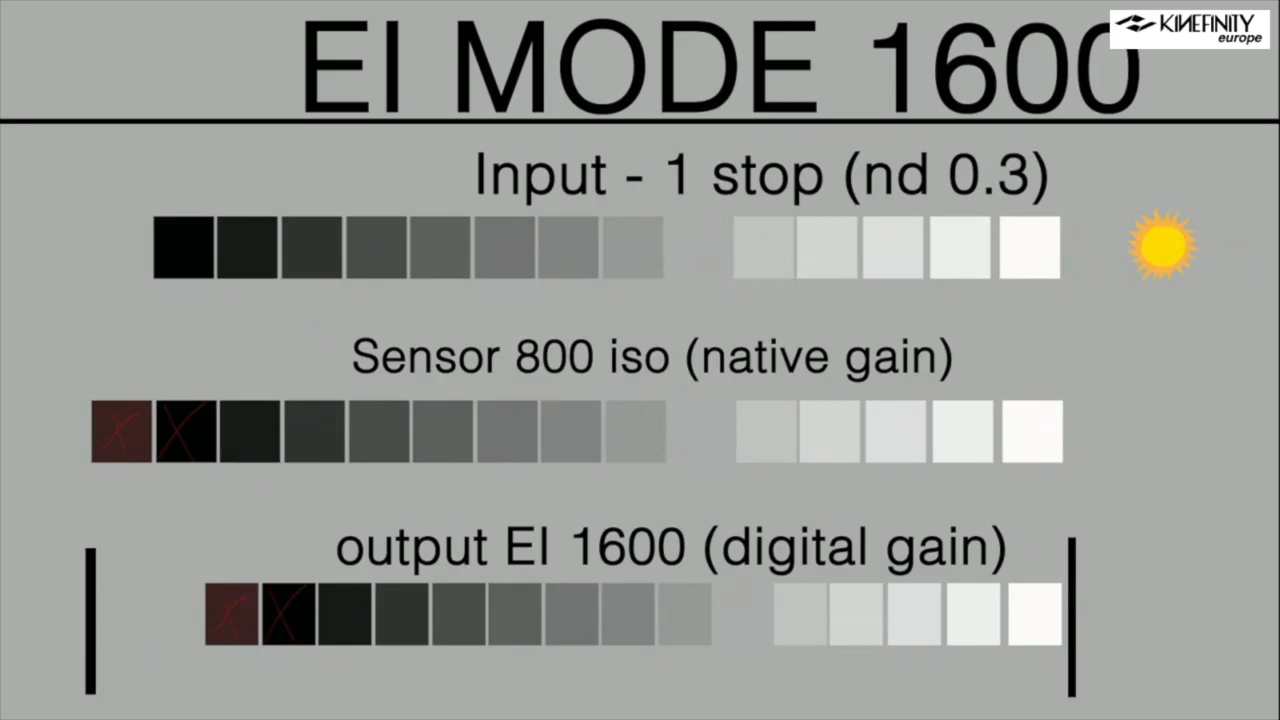 EI MODE 1600
KINEFINITY
europe
Input - 1 stop (nd 0.3)
Sensor 800 iso (native gain)
output EI 1600 (digital gain)